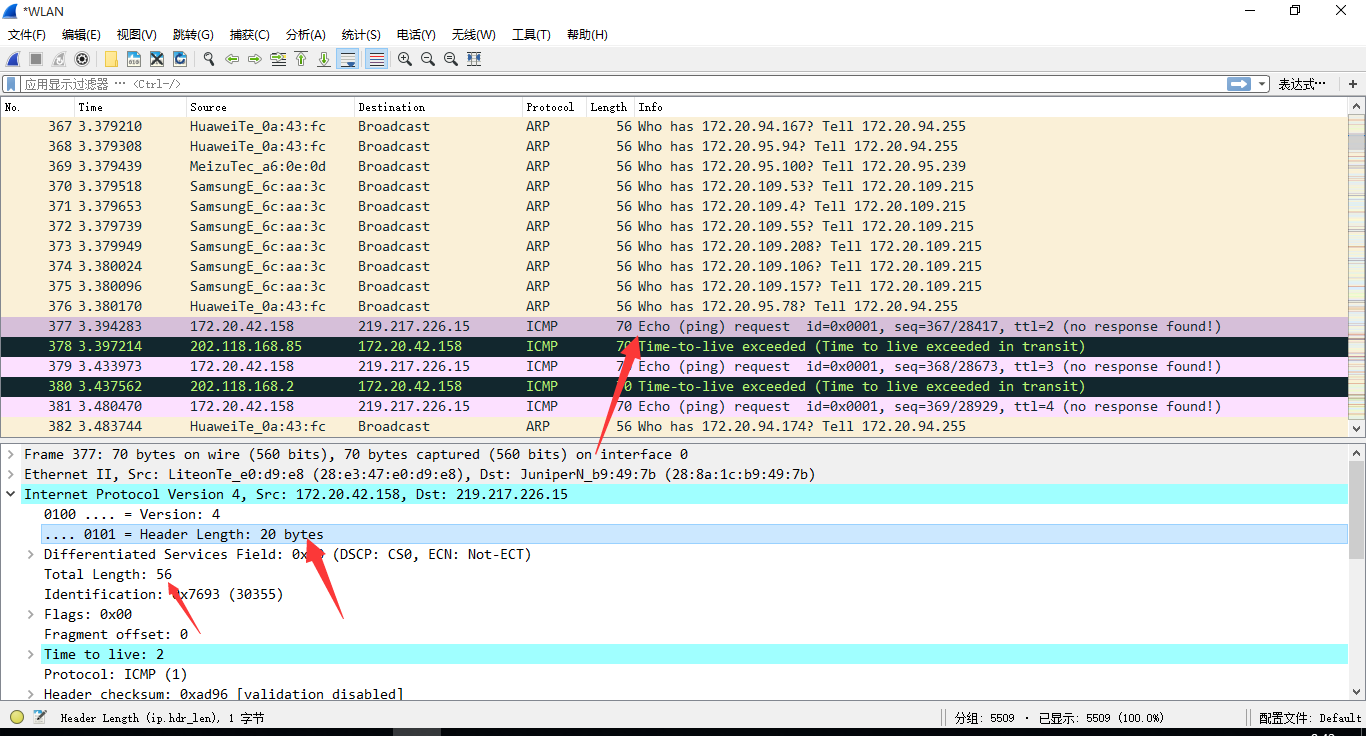 *WLAN
文件(F) 编辑(E) 视图(V) 跳转(G) 捕获(C) 分析(A) 统计(S) 电话(Y) 无线(W) 工具(T) 帮助(H)
应用显示过滤器 … <Ctrl-/> 表达式… +
No. Time Source Destination Protocol Length Info
367 3.379210 HuaweiTe_0a:43:fc Broadcast ARP 56 Who has 172.20.94.167? Tell 172.20.94.255
368 3.379308 HuaweiTe_0a:43:fc Broadcast ARP 56 Who has 172.20.95.94? Tell 172.20.94.255
369 3.379439 MeizuTec_a6:0e:0d Broadcast ARP 56 Who has 172.20.95.100? Tell 172.20.95.239
370 3.379518 SamsungE_6c:aa:3c Broadcast ARP 56 Who has 172.20.109.53? Tell 172.20.109.215
371 3.379653 SamsungE_6c:aa:3c Broadcast ARP 56 Who has 172.20.109.4? Tell 172.20.109.215
372 3.379739 SamsungE_6c:aa:3c Broadcast ARP 56 Who has 172.20.109.55? Tell 172.20.109.215
373 3.379949 SamsungE_6c:aa:3c Broadcast ARP 56 Who has 172.20.109.208? Tell 172.20.109.215
374 3.380024 SamsungE_6c:aa:3c Broadcast ARP 56 Who has 172.20.109.106? Tell 172.20.109.215
375 3.380096 SamsungE_6c:aa:3c Broadcast ARP 56 Who has 172.20.109.157? Tell 172.20.109.215
376 3.380170 HuaweiTe_0a:43:fc Broadcast ARP 56 Who has 172.20.95.78? Tell 172.20.94.255
377 3.394283 172.20.42.158 219.217.226.15 ICMP 70 Echo (ping) request id=0x0001, seq=367/28417, ttl=2 (no response found!)
378 3.397214 202.118.168.85 172.20.42.158 ICMP 70 Time-to-live exceeded (Time to live exceeded in transit)
379 3.433973 172.20.42.158 219.217.226.15 ICMP 70 Echo (ping) request id=0x0001, seq=368/28673, ttl=3 (no response found!)
380 3.437562 202.118.168.2 172.20.42.158 ICMP 70 Time-to-live exceeded (Time to live exceeded in transit)
381 3.480470 172.20.42.158 219.217.226.15 ICMP 70 Echo (ping) request id=0x0001, seq=369/28929, ttl=4 (no response found!)
382 3.483744 HuaweiTe_0a:43:fc Broadcast ARP 56 Who has 172.20.94.174? Tell 172.20.94.255
Frame 377: 70 bytes on wire (560 bits), 70 bytes captured (560 bits) on interface 0
Ethernet II, Src: LiteonTe_e0:d9:e8 (28:e3:47:e0:d9:e8), Dst: JuniperN_b9:49:7b (28:8a:1c:b9:49:7b)
Internet Protocol Version 4, Src: 172.20.42.158, Dst: 219.217.226.15
0100 .... = Version: 4
.... 0101 = Header Length: 20 bytes
Differentiated Services Field: (DSCP: CS0, ECN: Not-ECT)
Total Length: 56
Identification: 0x7693 (30355)
Flags: 0x00
Fragment offset: 0
Time to live: 2
Protocol: ICMP (1)
Header checksum: 0xad96 [validation disabled]
Header Length (ip.hdr_len), 1 字节 分组: 5509 · 已显示: 5509 (100.0%) 配置文件: Default